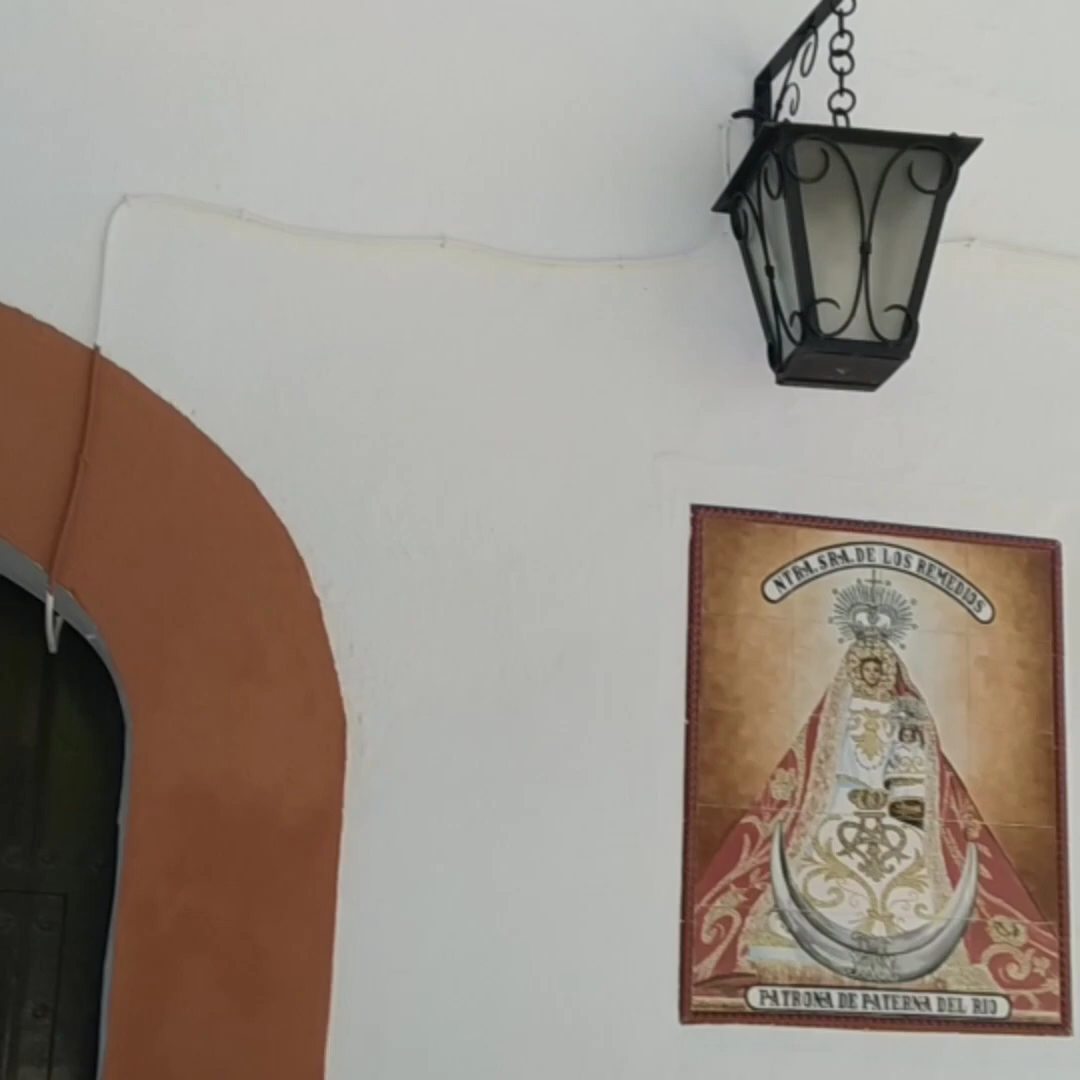 NTRA. SRA. DE LOS REMEDIOS
PATRONA DE PATERNA DEL RIO